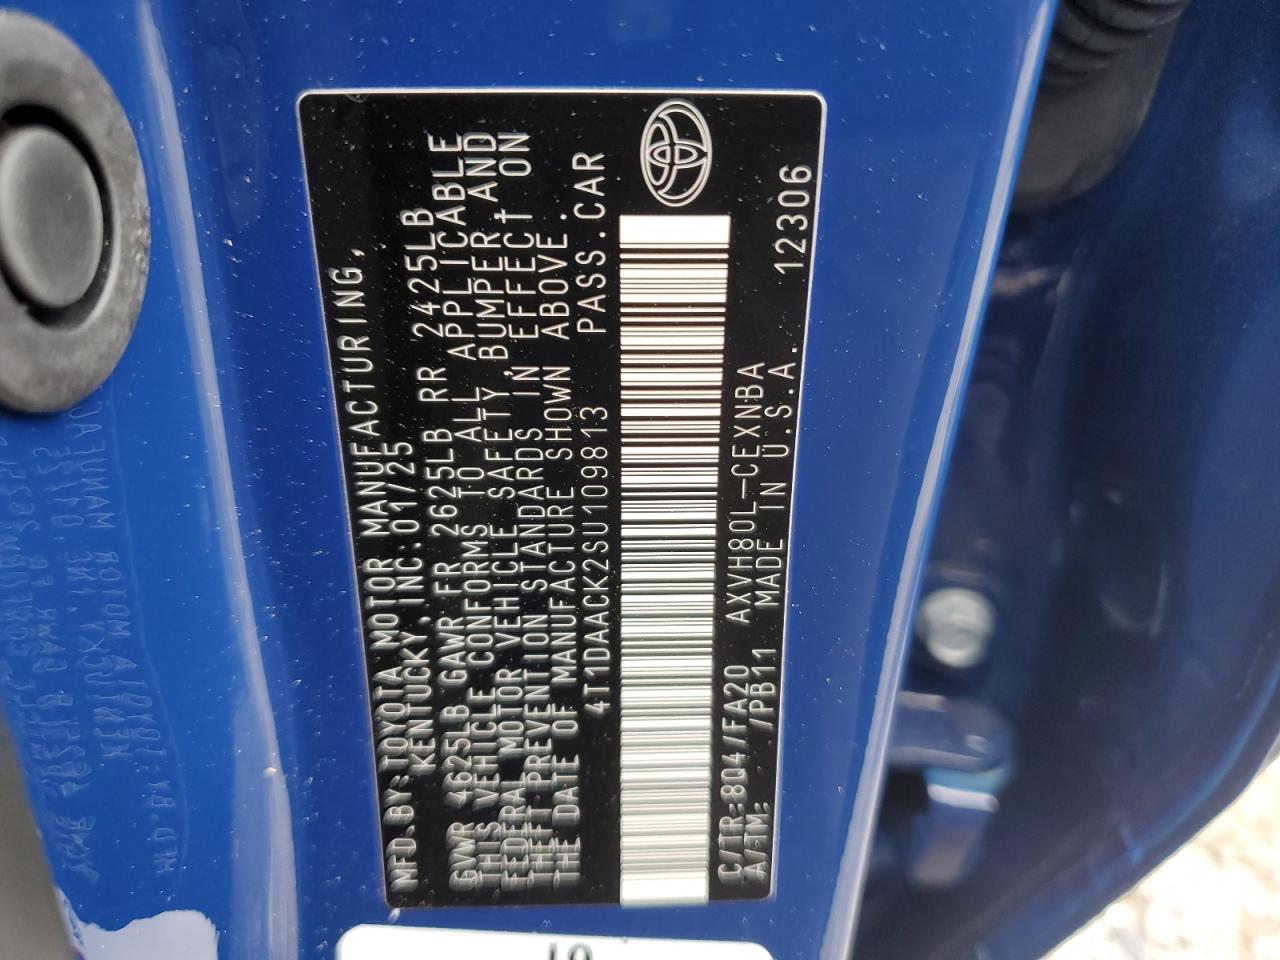 MFD.BY:TOYOTA MOTOR MANUFACTURING,
KENTUCKY, INC. 01/25
GVWR 4625LB GAWR FR 2625LB RR 2425LB
THIS VEHICLE CONFORMS TO ALL APPLICABLE
FEDERAL MOTOR VEHICLE SAFETY, BUMPER, AND
THEFT PREVENTION STANDARDS IN EFFECT ON
THE DATE OF MANUFACTURE SHOWN ABOVE.
4T1DAACK2SU109813 PASS.CAR
C/TR:8047/FA20 AXVH80L-CEXNBA 12306
A/TM: /PB11 MADE IN U.S.A.